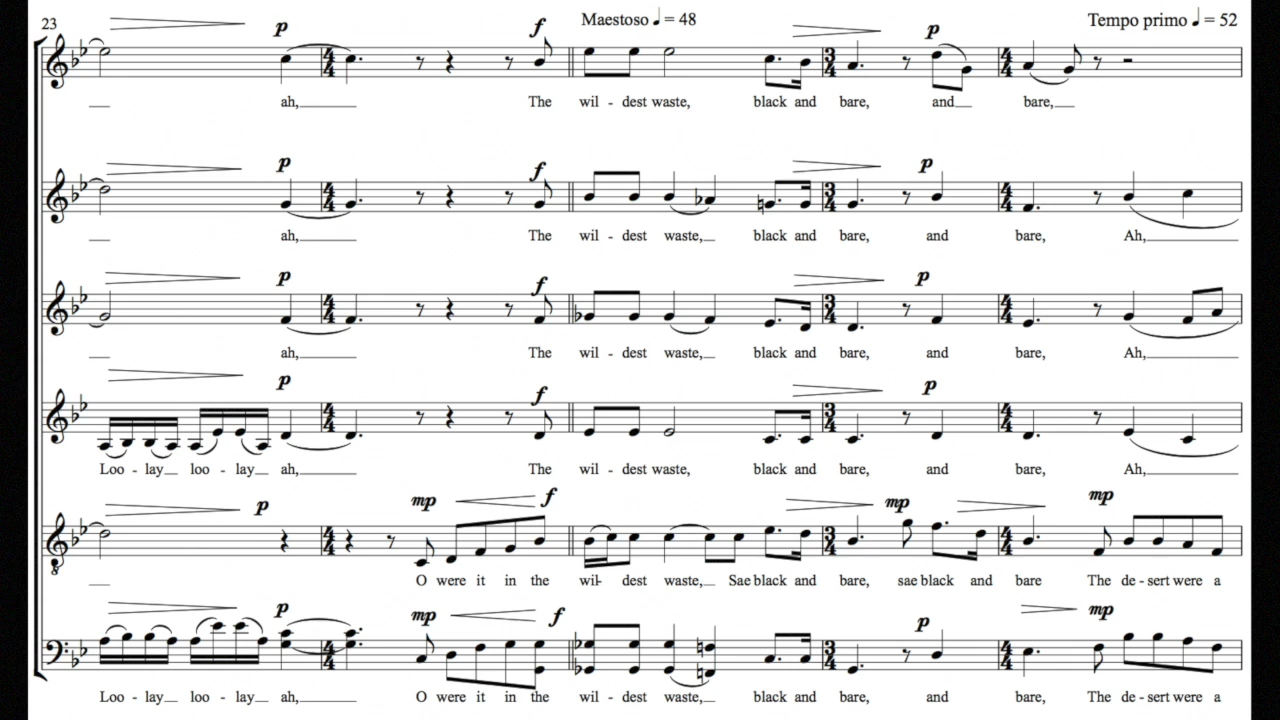 23 p f Maestoso ♩ = 48 p Tempo primo ♩ = 52
ah, The wil - dest waste, black and bare, and bare,
p f p
ah, The wil - dest waste, black and bare, and bare, Ah,
p f p
ah, The wil - dest waste, black and bare, and bare, Ah,
p f p
Loo - lay loo - lay ah, The wil - dest waste, black and bare, and bare, Ah,
p mp f mp mp
O were it in the wil- dest waste, Sae black and bare, sae black and bare The de - sert were a
p mp f p mp
Loo - lay loo - lay ah, O were it in the wil - dest waste, black and bare, and bare, The de - sert were a